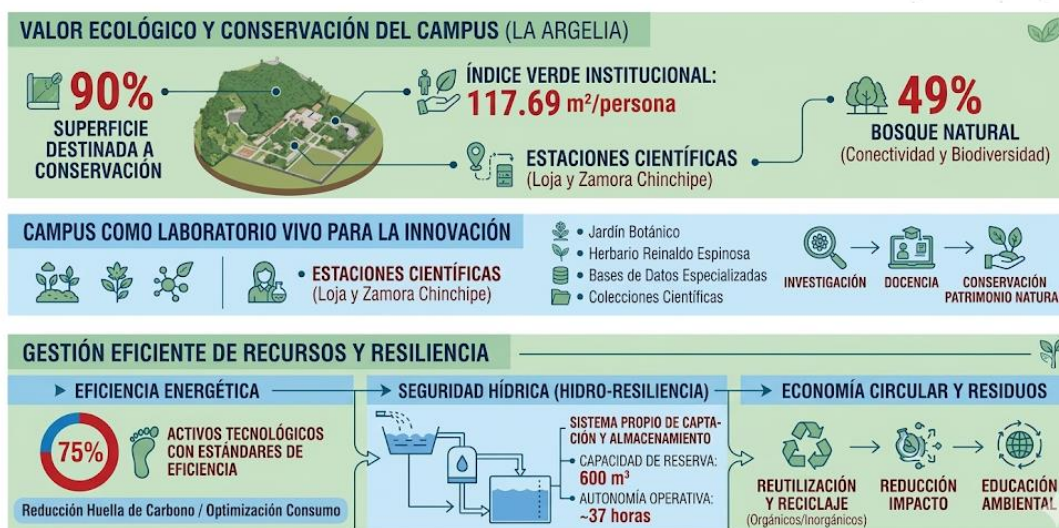 VALOR ECOLÓGICO Y CONSERVACIÓN DEL CAMPUS (LA ARGELIA)
90%
SUPERFICIE
DESTINADA A
CONSERVACIÓN
ÍNDICE VERDE INSTITUCIONAL:
117.69 m²/persona
ESTACIONES CIENTÍFICAS
(Loja y Zamora Chinchipe)
49%
BOSQUE NATURAL
(Conectividad y Biodiversidad)
CAMPUS COMO LABORATORIO VIVO PARA LA INNOVACIÓN
• ESTACIONES CIENTÍFICAS
(Loja y Zamora Chinchipe)
• Jardín Botánico
• Herbario Reinaldo Espinosa
• Bases de Datos Especializadas
• Colecciones Científicas
INVESTIGACIÓN
DOCENCIA
CONSERVACIÓN
PATRIMONIO NATURA
GESTIÓN EFICIENTE DE RECURSOS Y RESILIENCIA
EFICIENCIA ENERGÉTICA
75%
ACTIVOS TECNOLÓGICOS
CON ESTÁNDARES DE
EFICIENCIA
Reducción Huella de Carbono / Optimización Consumo
SEGURIDAD HÍDRICA (HIDRO-RESILIENCIA)
SISTEMA PROPIO DE CAPTA-
CIÓN Y ALMACENAMIENTO
• CAPACIDAD DE RESERVA:
600 m³
• AUTONOMÍA OPERATIVA:
~37 horas
ECONOMÍA CIRCULAR Y RESIDUOS
REUTILIZACIÓN
Y RECICLAJE
(Orgánicos/Inorgánicos)
REDUCCIÓN
IMPACTO
EDUCACIÓN
AMBIENTAL